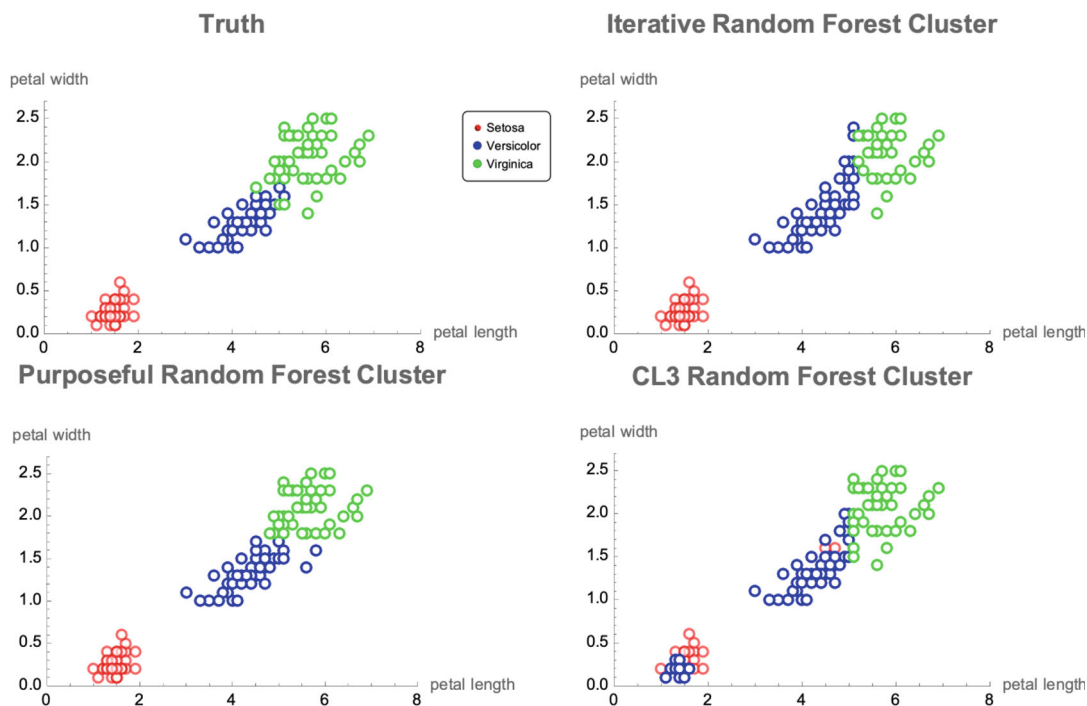 Truth
petal width
2.5
2.0
1.5
1.0
0.5
0.0
0 2 4 6 8
petal length
Setosa
Versicolor
Virginica
Iterative Random Forest Cluster
petal width
2.5
2.0
1.5
1.0
0.5
0.0
0 2 4 6 8
petal length
Purposeful Random Forest Cluster
petal width
2.5
2.0
1.5
1.0
0.5
0.0
0 2 4 6 8
petal length
CL3 Random Forest Cluster
petal width
2.5
2.0
1.5
1.0
0.5
0.0
0 2 4 6 8
petal length